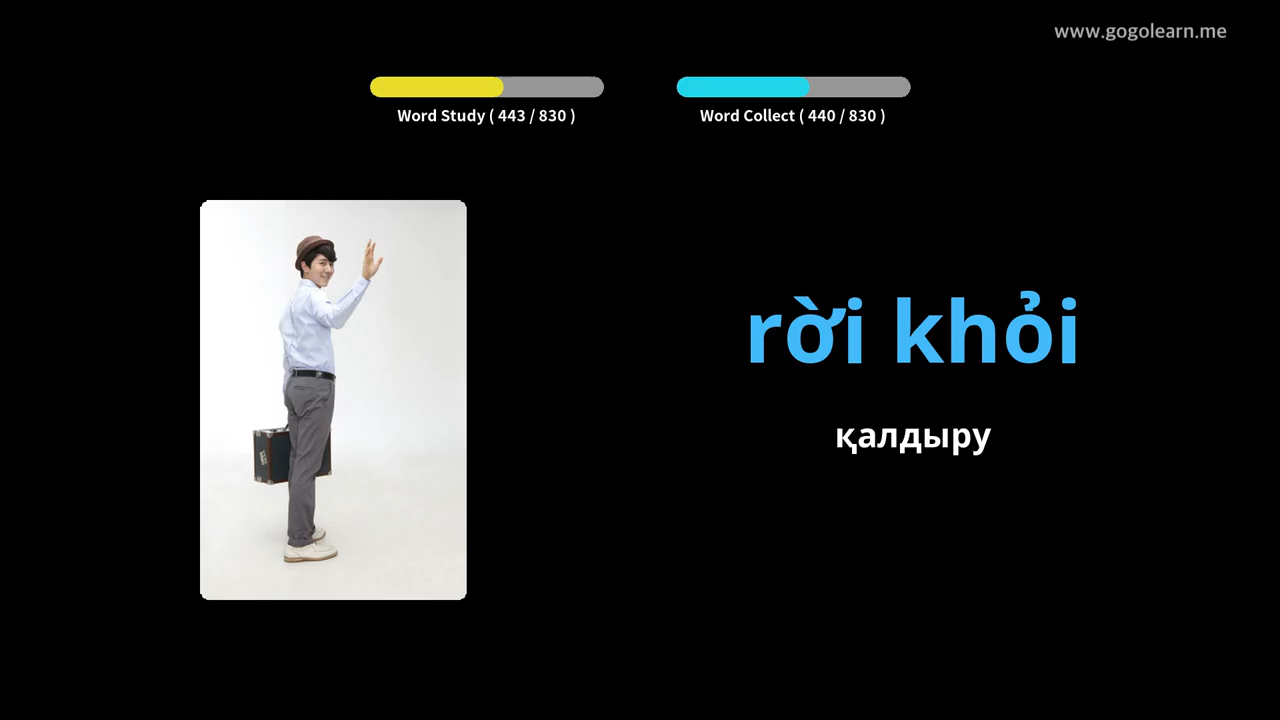 www.gogolearn.me
Word Study ( 443 / 830 )
Word Collect ( 440 / 830 )
rời khỏi
қалдыру